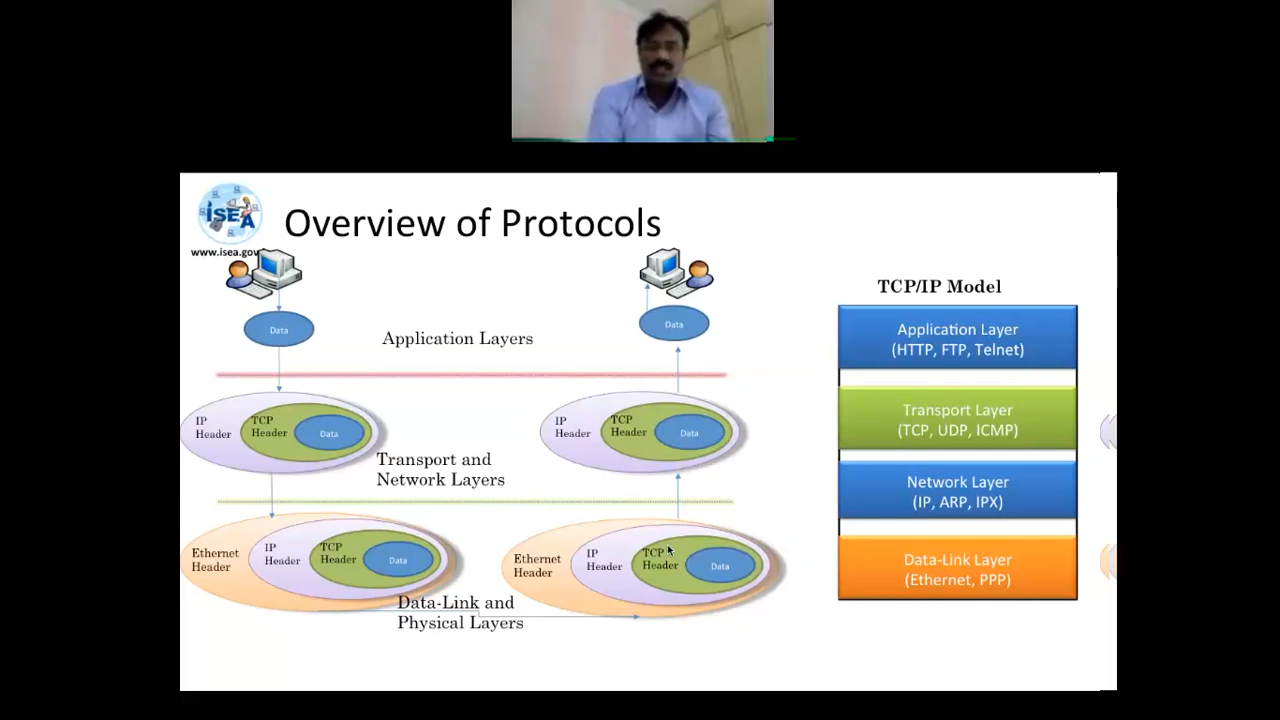 ISEA
www.isea.gov
Overview of Protocols
Data
Data
Application Layers
IP
Header
TCP
Header
Data
IP
Header
TCP
Header
Data
Transport and
Network Layers
Ethernet
Header
IP
Header
TCP
Header
Data
Ethernet
Header
IP
Header
TCP
Header
Data
Data-Link and
Physical Layers
TCP/IP Model
Application Layer
(HTTP, FTP, Telnet)
Transport Layer
(TCP, UDP, ICMP)
Network Layer
(IP, ARP, IPX)
Data-Link Layer
(Ethernet, PPP)